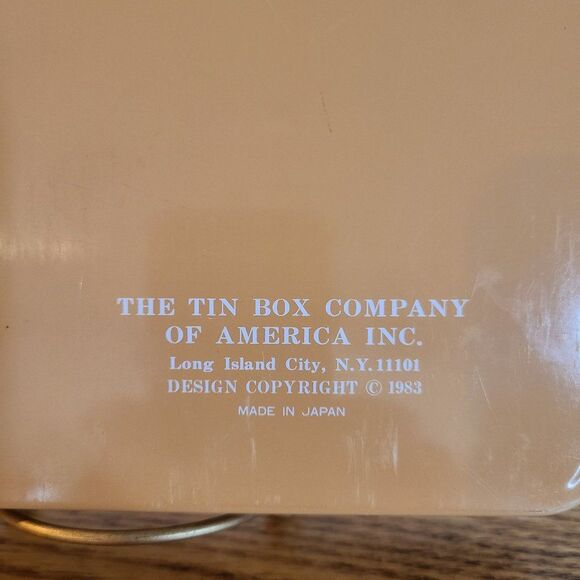 THE TIN BOX COMPANY
OF AMERICA INC.
Long Island City, N.Y. 11101
DESIGN COPYRIGHT © 1983
MADE IN JAPAN